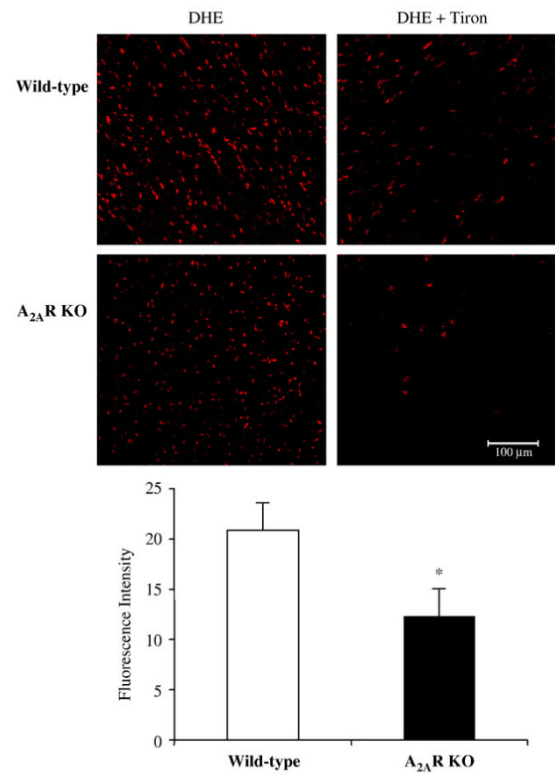 DHE DHE + Tiron
Wild-type
A2AR KO
100 µm
25
20
15
10
5
0
Fluorescence Intensity
*
Wild-type A2AR KO